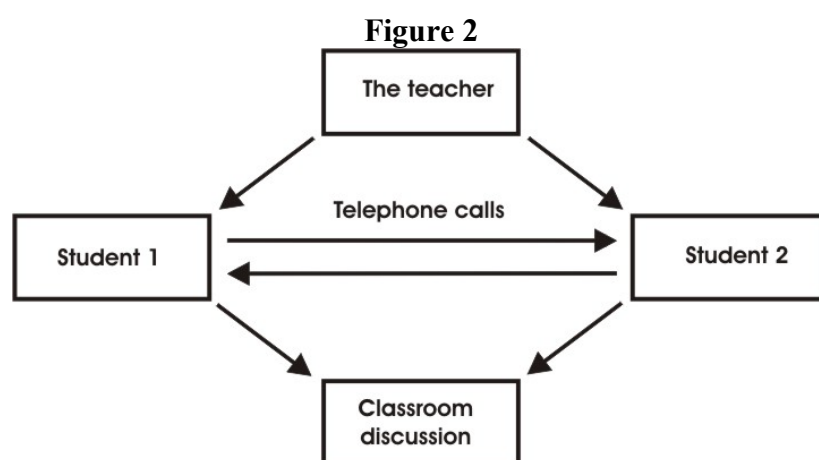 Figure 2
The teacher
Telephone calls
Student 1
Student 2
Classroom
discussion